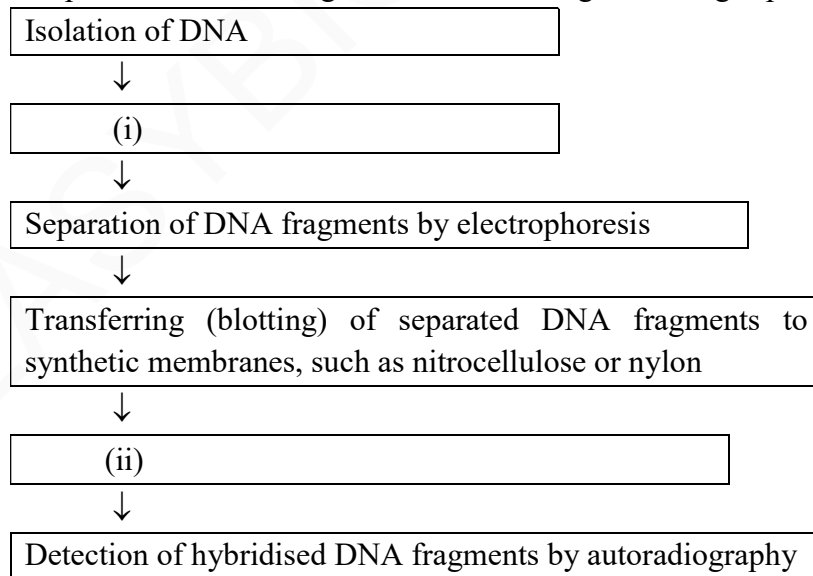 Isolation of DNA
↓
(i)
↓
Separation of DNA fragments by electrophoresis
↓
Transferring (blotting) of separated DNA fragments to
synthetic membranes, such as nitrocellulose or nylon
↓
(ii)
↓
Detection of hybridised DNA fragments by autoradiography